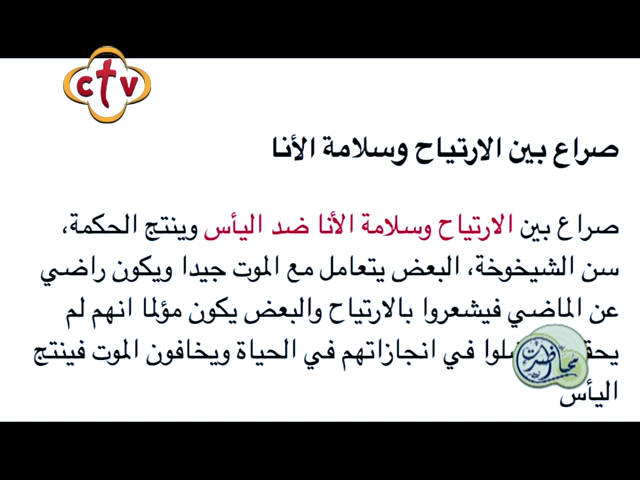 ctv
صراع بين الارتياح وسلامة الأنا
صراع بين الارتياح وسلامة الأنا ضد اليأس وينتج الحكمة،
سن الشيخوخة، البعض يتعامل مع الموت جيدا ويكون راضي
عن الماضي فيشعروا بالارتياح والبعض يكون مؤلما انهم لم
في انجازاتهم في الحياة ويخافون الموت فينتج
اليأس
محاضرات